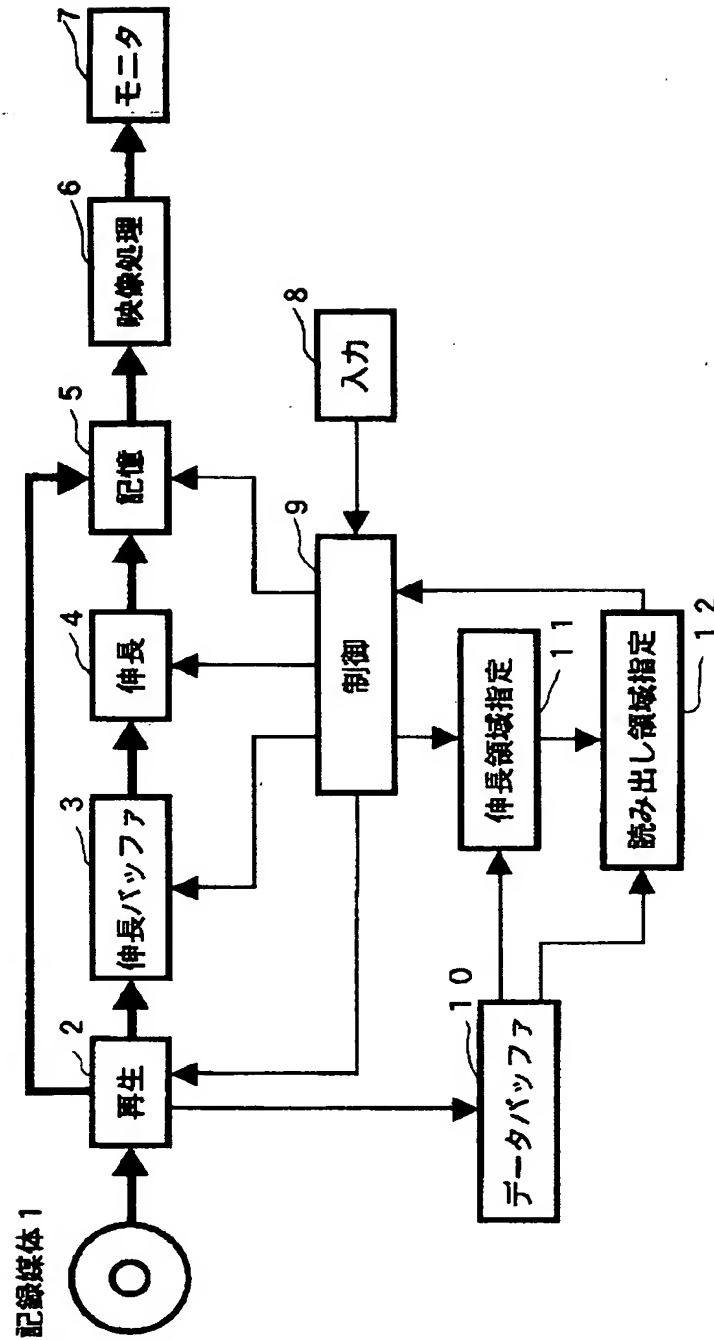 記録媒体1
2
再生
3
伸長バッファ
4
伸長
5
記憶
6
映像処理
7
モニタ
8
入力
9
制御
10
データバッファ
11
伸長領域指定
12
読み出し領域指定